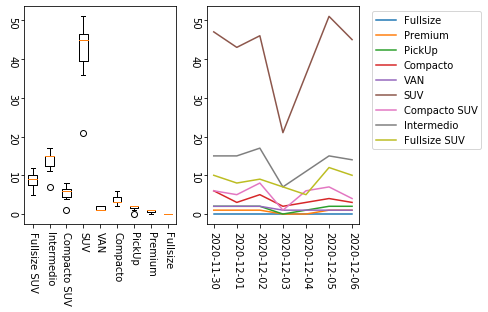 50
40
30
20
10
0
Fullsize SUV
Intermedio
Compacto SUV
SUV
VAN
Compacto
PickUp
Premium
Fullsize
50
40
30
20
10
0
2020-11-30
2020-12-01
2020-12-02
2020-12-03
2020-12-04
2020-12-05
2020-12-06
Fullsize
Premium
PickUp
Compacto
VAN
SUV
Compacto SUV
Intermedio
Fullsize SUV